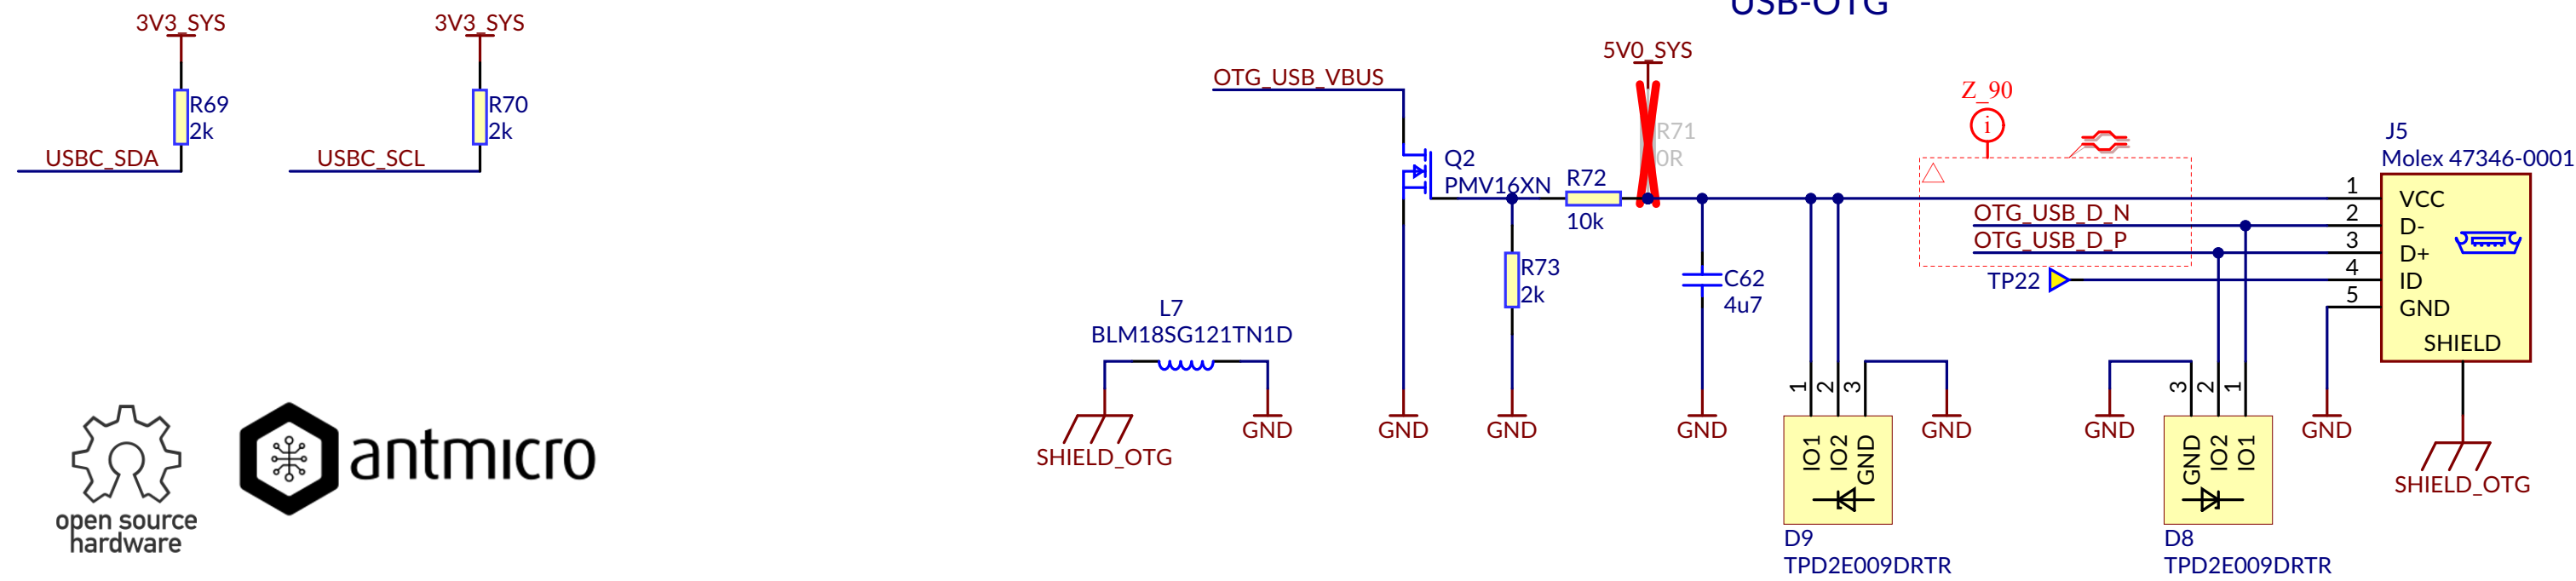 USB-OTG
3V3_SYS
R69
2k
USBC_SDA
3V3_SYS
R70
2k
USBC_SCL
open source
hardware
antmicro
OTG_USB_VBUS
Q2
PMV16XN
5V0_SYS
R71
0R
R72
10k
R73
2k
C62
4u7
L7
BLM18SG121TN1D
SHIELD_OTG
GND
GND
GND
GND
1
2
3
IO1
IO2
GND
D9
TPD2E009DRTR
GND
Z_90
i
OTG_USB_D_N
OTG_USB_D_P
TP22
GND
3
2
1
GND
IO2
IO1
D8
TPD2E009DRTR
GND
J5
Molex 47346-0001
1
VCC
2
D-
3
D+
4
ID
5
GND
SHIELD
SHIELD_OTG